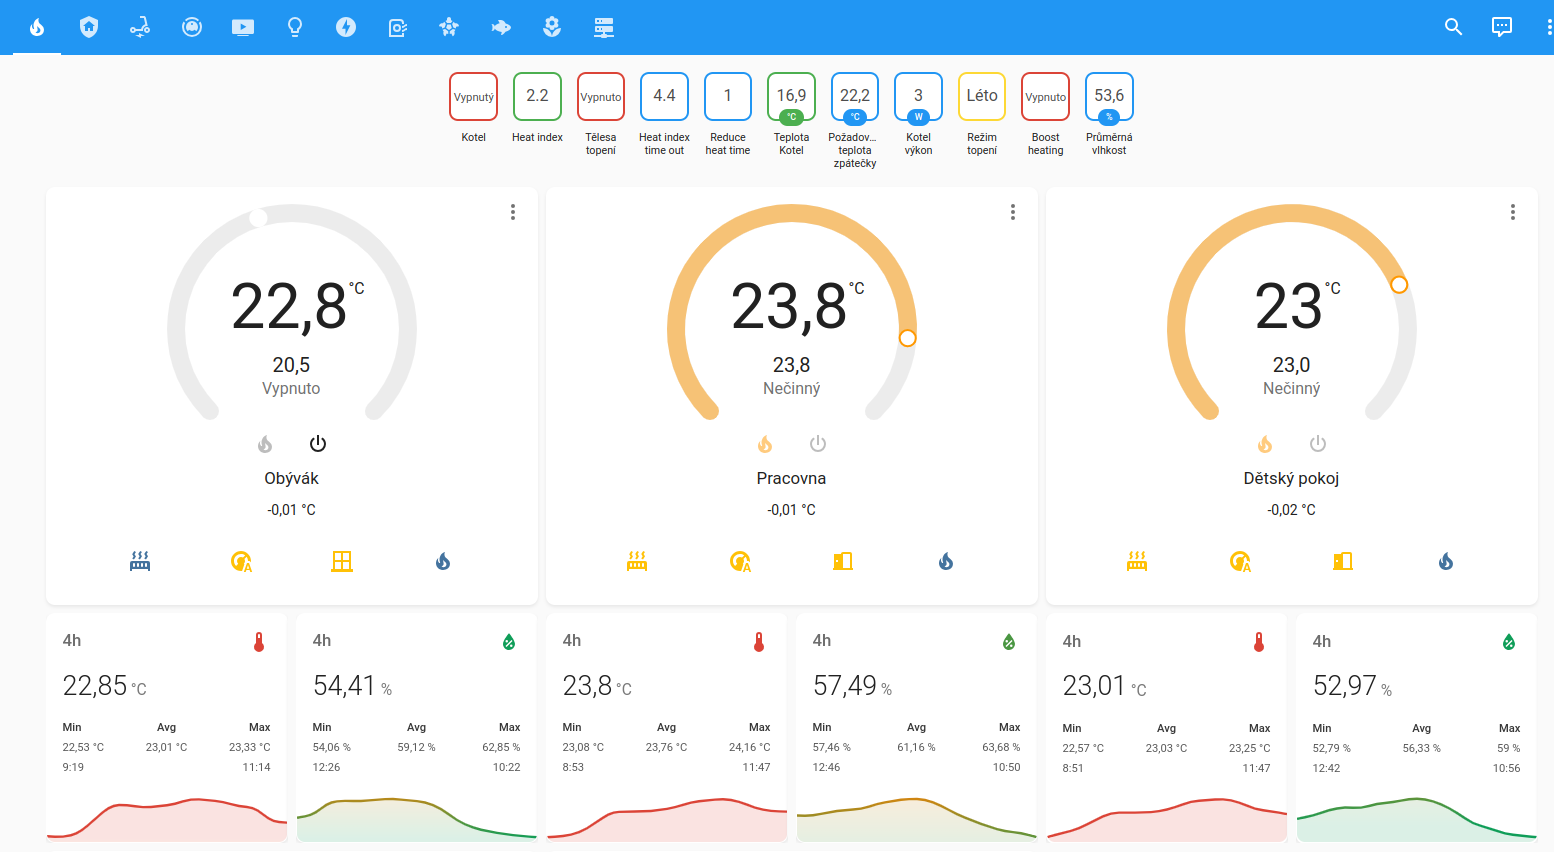 Vypnutý
2.2
Vypnuto
4.4
1
16,9
°C
22,2
°C
3
W
Léto
Vypnuto
53,6
%
Kotel
Heat index
Tělesa
topení
Heat index
time out
Reduce
heat time
Teplota
Kotel
Požadov...
teplota
zpátečky
Kotel
výkon
Režim
topení
Boost
heating
Průměrná
vlhkost
22,8 °C
20,5
Vypnuto
Obývák
-0,01 °C
23,8 °C
23,8
Nečinný
Pracovna
-0,01 °C
23 °C
23,0
Nečinný
Dětský pokoj
-0,02 °C
4h
22,85 °C
Min Avg Max
22,53 °C 23,01 °C 23,33 °C
9:19 11:14
4h
54,41 %
Min Avg Max
54,06 % 59,12 % 62,85 %
12:26 10:22
4h
23,8 °C
Min Avg Max
23,08 °C 23,76 °C 24,16 °C
8:53 11:47
4h
57,49 %
Min Avg Max
57,46 % 61,16 % 63,68 %
12:46 10:50
4h
23,01 °C
Min Avg Max
22,57 °C 23,03 °C 23,25 °C
8:51 11:47
4h
52,97 %
Min Avg Max
52,79 % 56,33 % 59 %
12:42 10:56